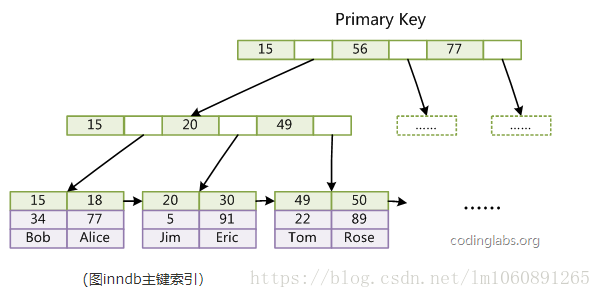 Primary Key
15 56 77
15 20 49
...... ......
15 18 20 30 49 50
34 77 5 91 22 89
Bob Alice Jim Eric Tom Rose
......
codinglabs.org
(图inndb主键索引)
https://blog.csdn.net/lm1060891265